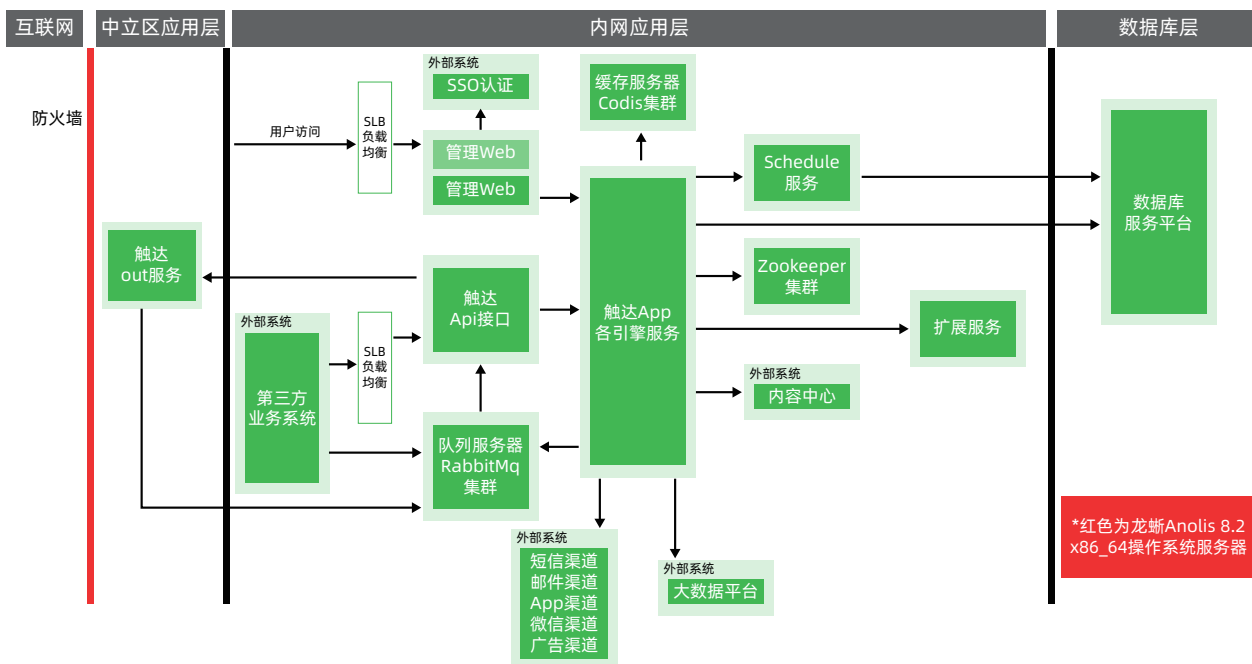 互联网
中立区应用层
内网应用层
数据库层
防火墙
用户访问
SLB
负载
均衡
外部系统
SSO认证
管理Web
管理Web
缓存服务器
Codis集群
Schedule
服务
数据库
服务平台
触达
out服务
触达
Api接口
触达App
各引擎服务
Zookeeper
集群
扩展服务
外部系统
第三方
业务系统
SLB
负载
均衡
外部系统
内容中心
队列服务器
RabbitMq
集群
外部系统
短信渠道
邮件渠道
App渠道
微信渠道
广告渠道
外部系统
大数据平台
*红色为龙蜥Anolis 8.2
x86_64操作系统服务器